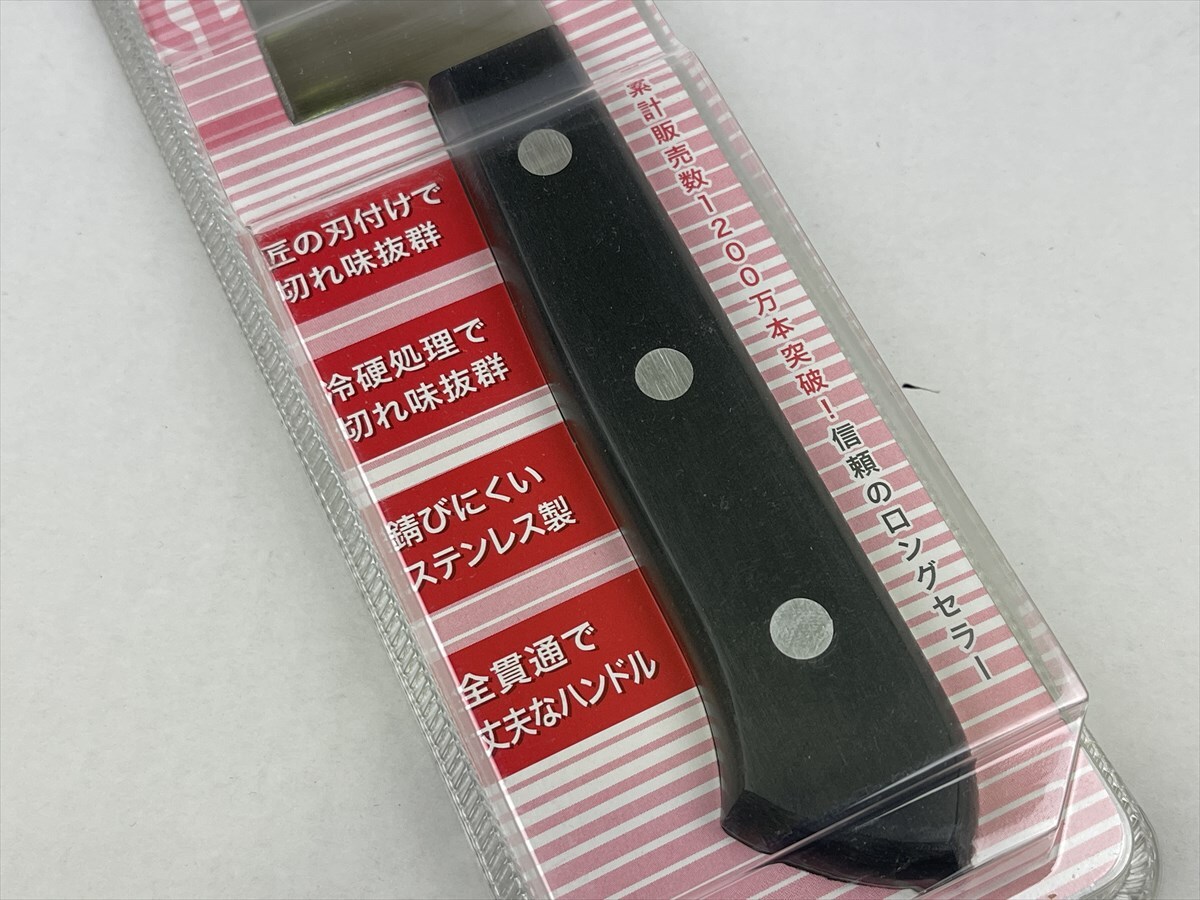 匠の刃付けで
切れ味抜群
冷硬処理で
切れ味抜群
錆びにくい
ステンレス製
全貫通で
丈夫なハンドル
累計販売数1200万本突破!信頼のロングセラー